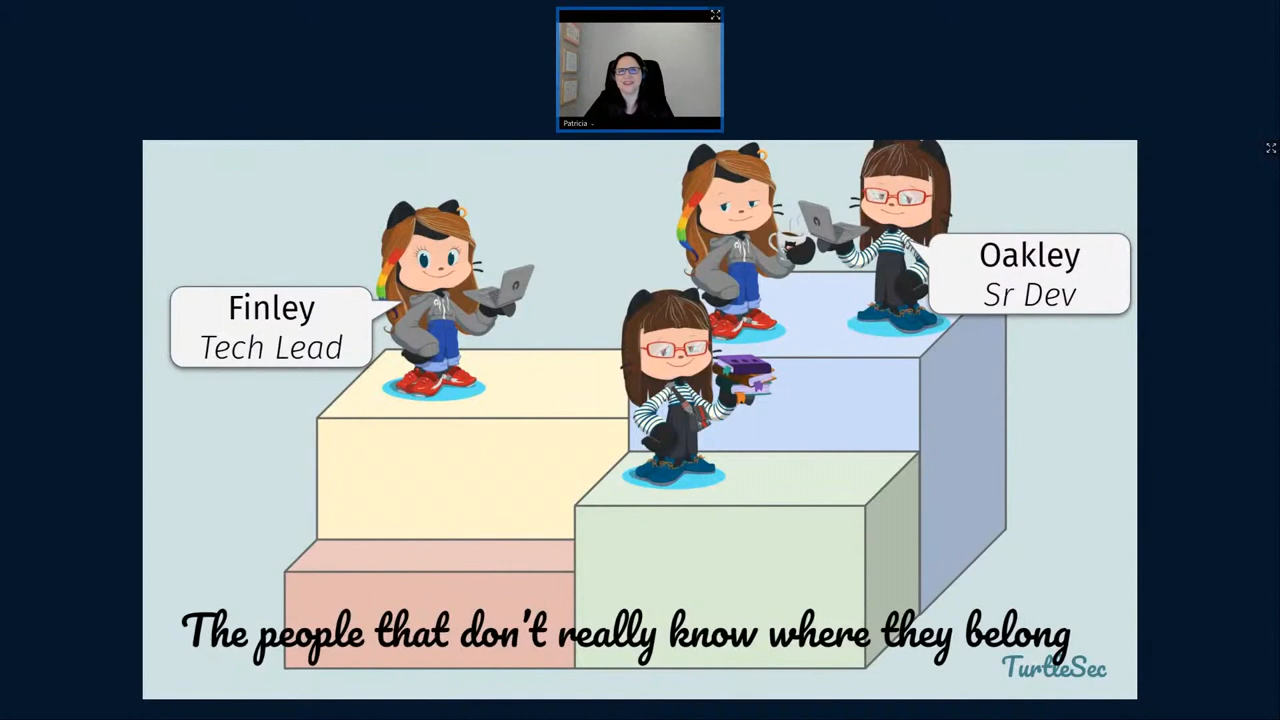 Patricia
Finley
Tech Lead
Oakley
Sr Dev
The people that don't really know where they belong
TurtleSec